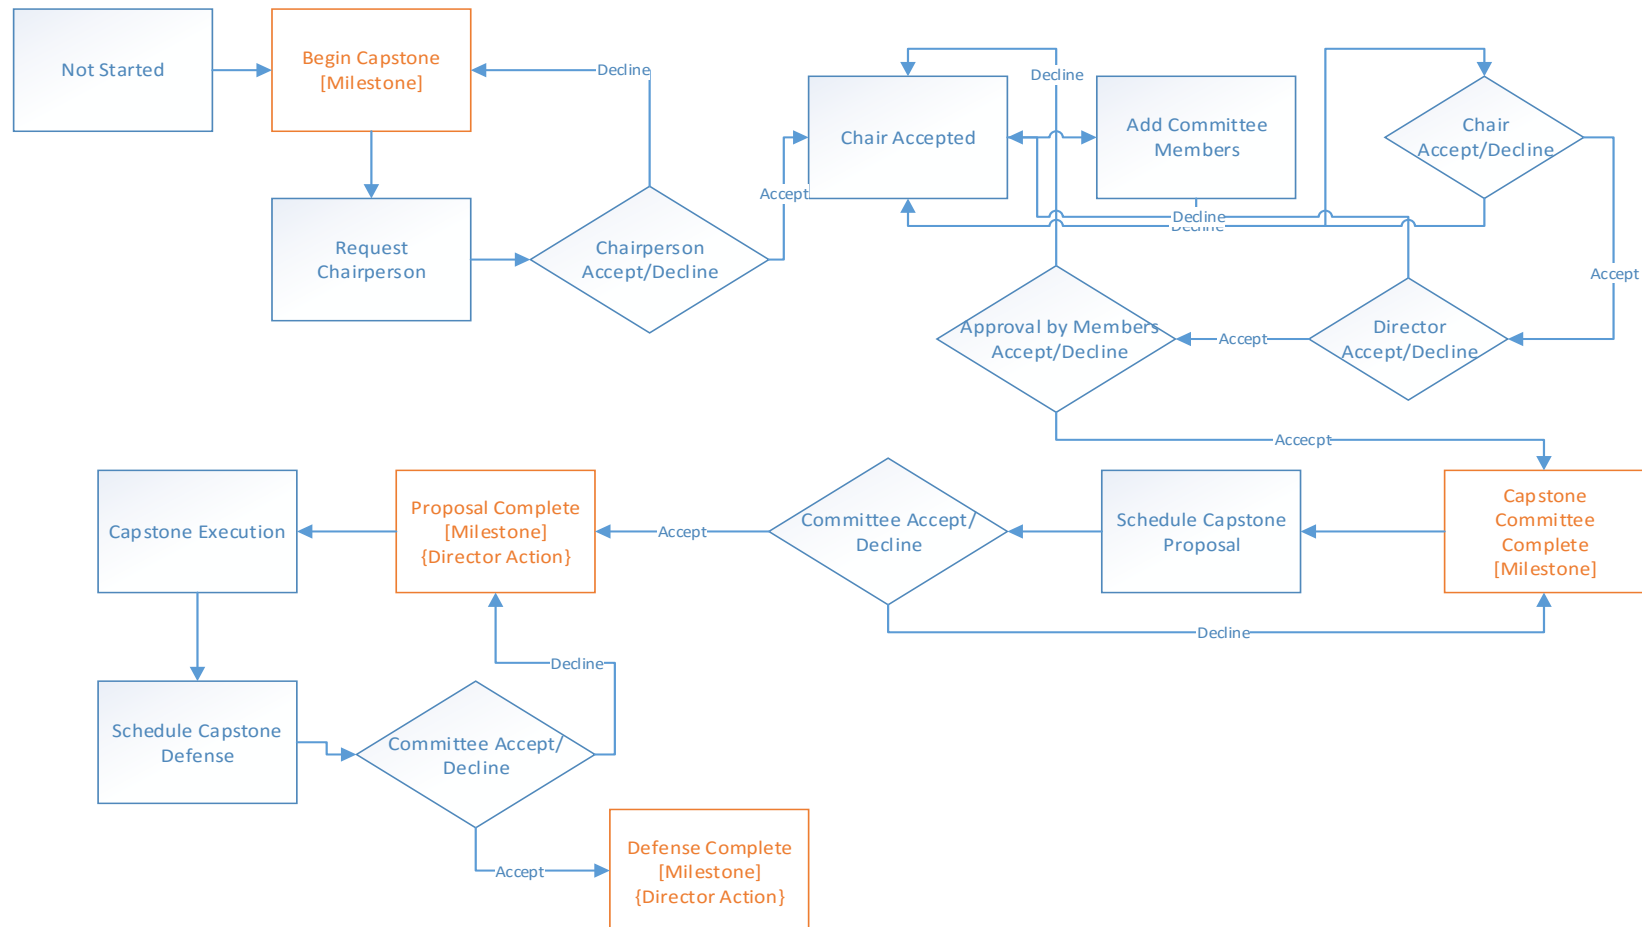 Not Started
Begin Capstone
[Milestone]
Decline
Request
Chairperson
Chairperson
Accept/Decline
Accept
Chair Accepted
Decline
Add Committee
Members
Chair
Accept/Decline
Decline
Decline
Accept
Approval by Members
Accept/Decline
Accept
Director
Accept/Decline
Accecpt
Capstone Execution
Proposal Complete
[Milestone]
{Director Action}
Accept
Committee Accept/
Decline
Schedule Capstone
Proposal
Capstone
Committee
Complete
[Milestone]
Decline
Decline
Schedule Capstone
Defense
Committee Accept/
Decline
Accept
Defense Complete
[Milestone]
{Director Action}